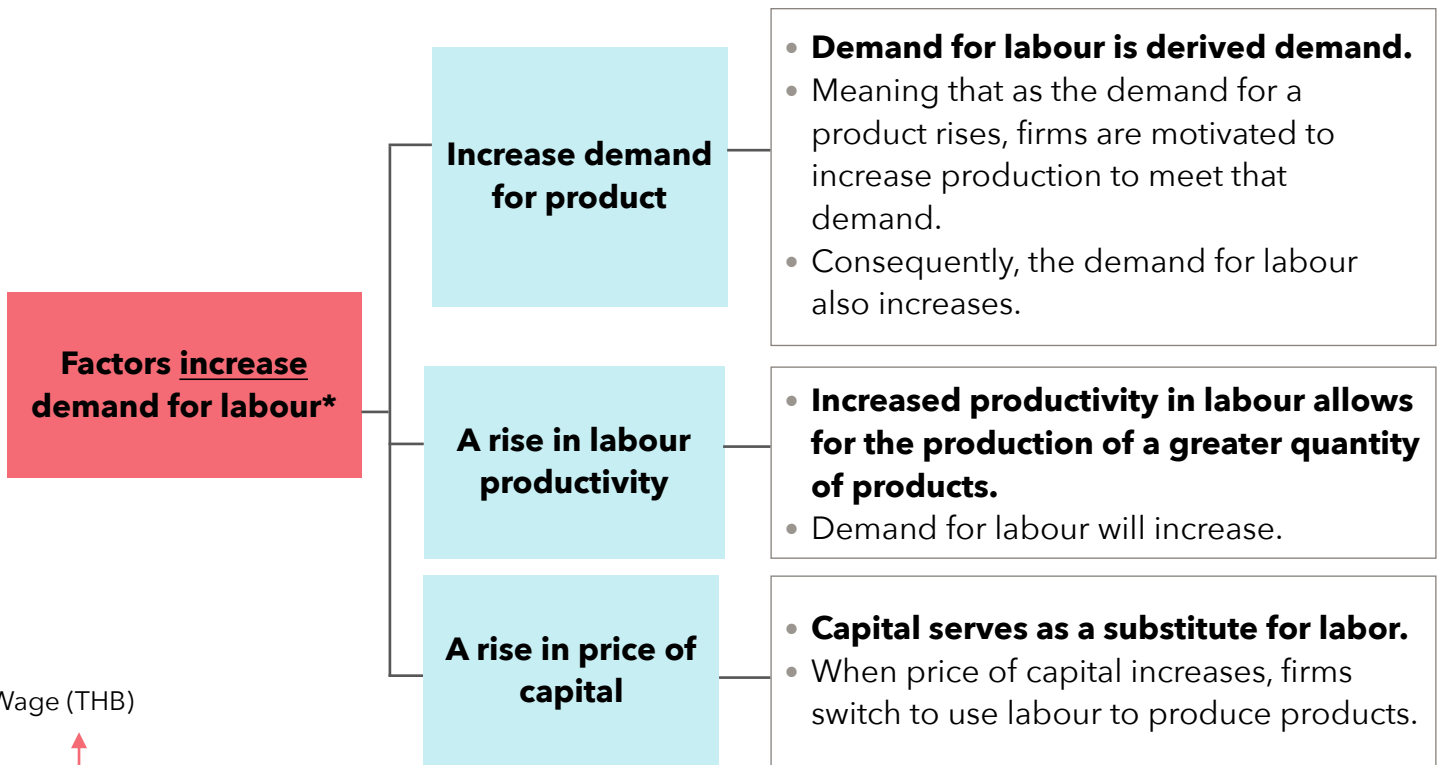 Factors increase
demand for labour*
Increase demand
for product
• Demand for labour is derived demand.
• Meaning that as the demand for a
product rises, firms are motivated to
increase production to meet that
demand.
• Consequently, the demand for labour
also increases.
A rise in labour
productivity
• Increased productivity in labour allows
for the production of a greater quantity
of products.
• Demand for labour will increase.
A rise in price of
capital
• Capital serves as a substitute for labor.
• When price of capital increases, firms
switch to use labour to produce products.
Wage (THB)